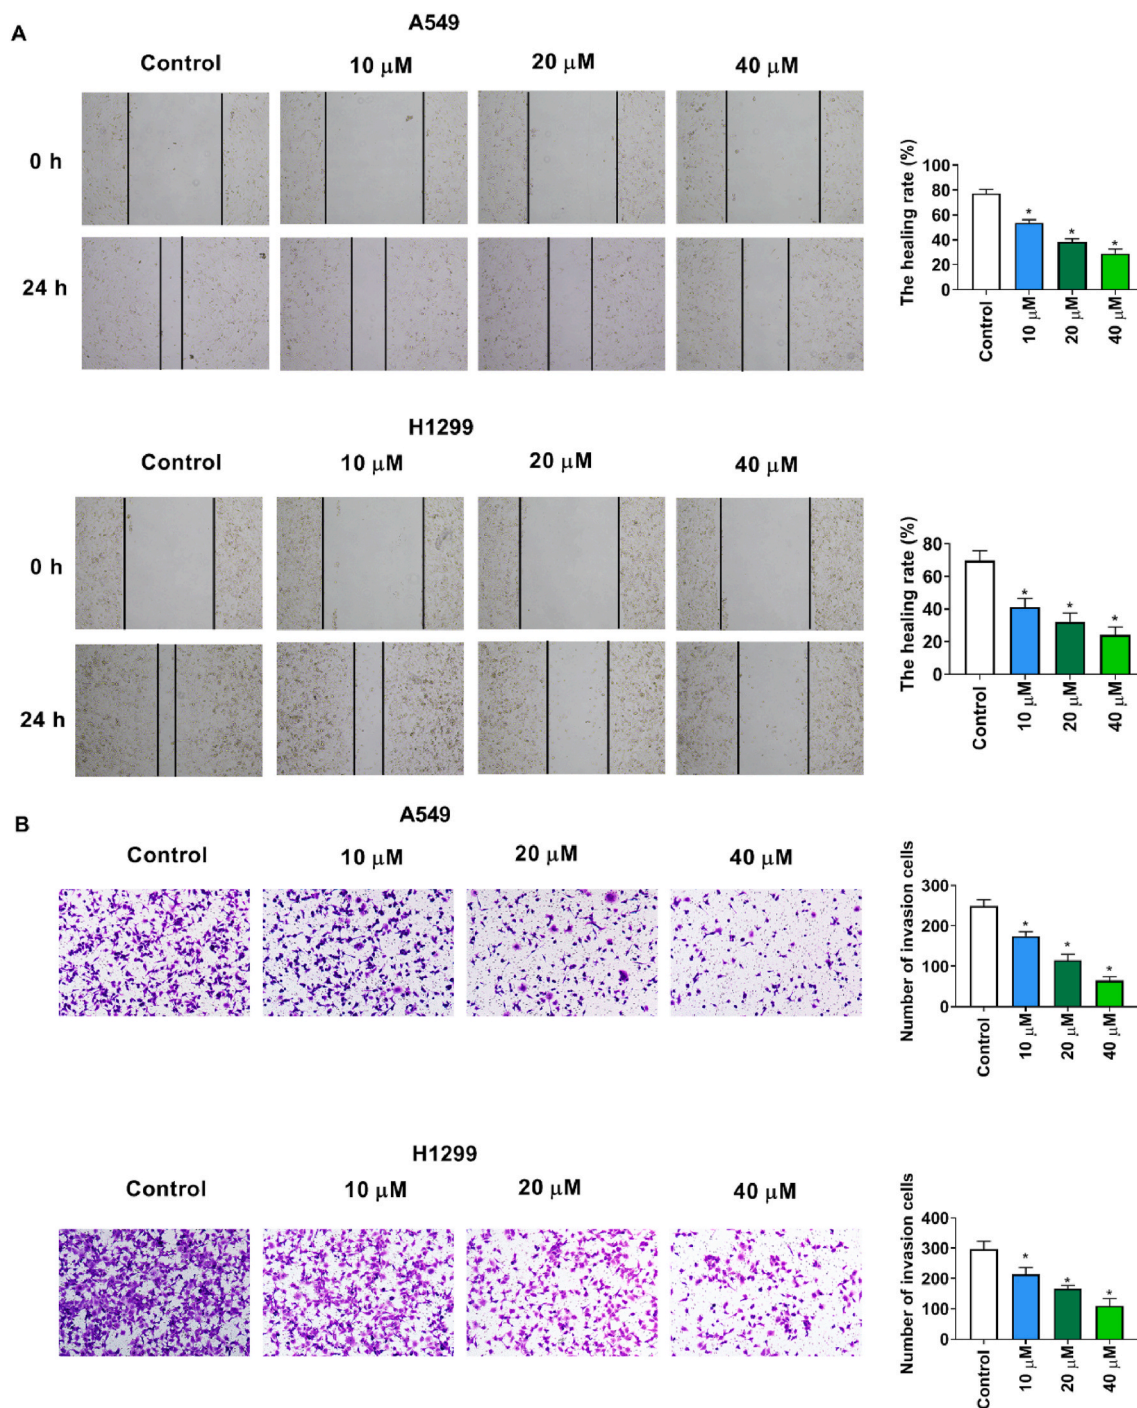 A
A549
Control 10 μM 20 μM 40 μM
0 h
24 h
The healing rate (%)
100
80
60
40
20
0
* * *
Control 10 μM 20 μM 40 μM
H1299
Control 10 μM 20 μM 40 μM
0 h
24 h
The healing rate (%)
80
60
40
20
0
* * *
Control 10 μM 20 μM 40 μM
B
A549
Control 10 μM 20 μM 40 μM
Number of invasion cells
300
200
100
0
* * *
Control 10 μM 20 μM 40 μM
H1299
Control 10 μM 20 μM 40 μM
Number of invasion cells
400
300
200
100
0
* * *
Control 10 μM 20 μM 40 μM